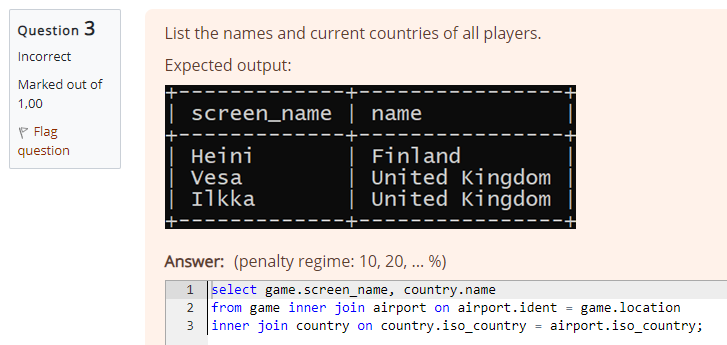 Question 3
Incorrect
Marked out of
1,00
Flag
question
List the names and current countries of all players.
Expected output:
+--------------+----------------+
| screen_name | name |
+--------------+----------------+
| Heini | Finland |
| Vesa | United Kingdom |
| Ilkka | United Kingdom |
+--------------+----------------+
Answer: (penalty regime: 10, 20, ... %)
1 select game.screen_name, country.name
2 from game inner join airport on airport.ident = game.location
3 inner join country on country.iso_country = airport.iso_country;